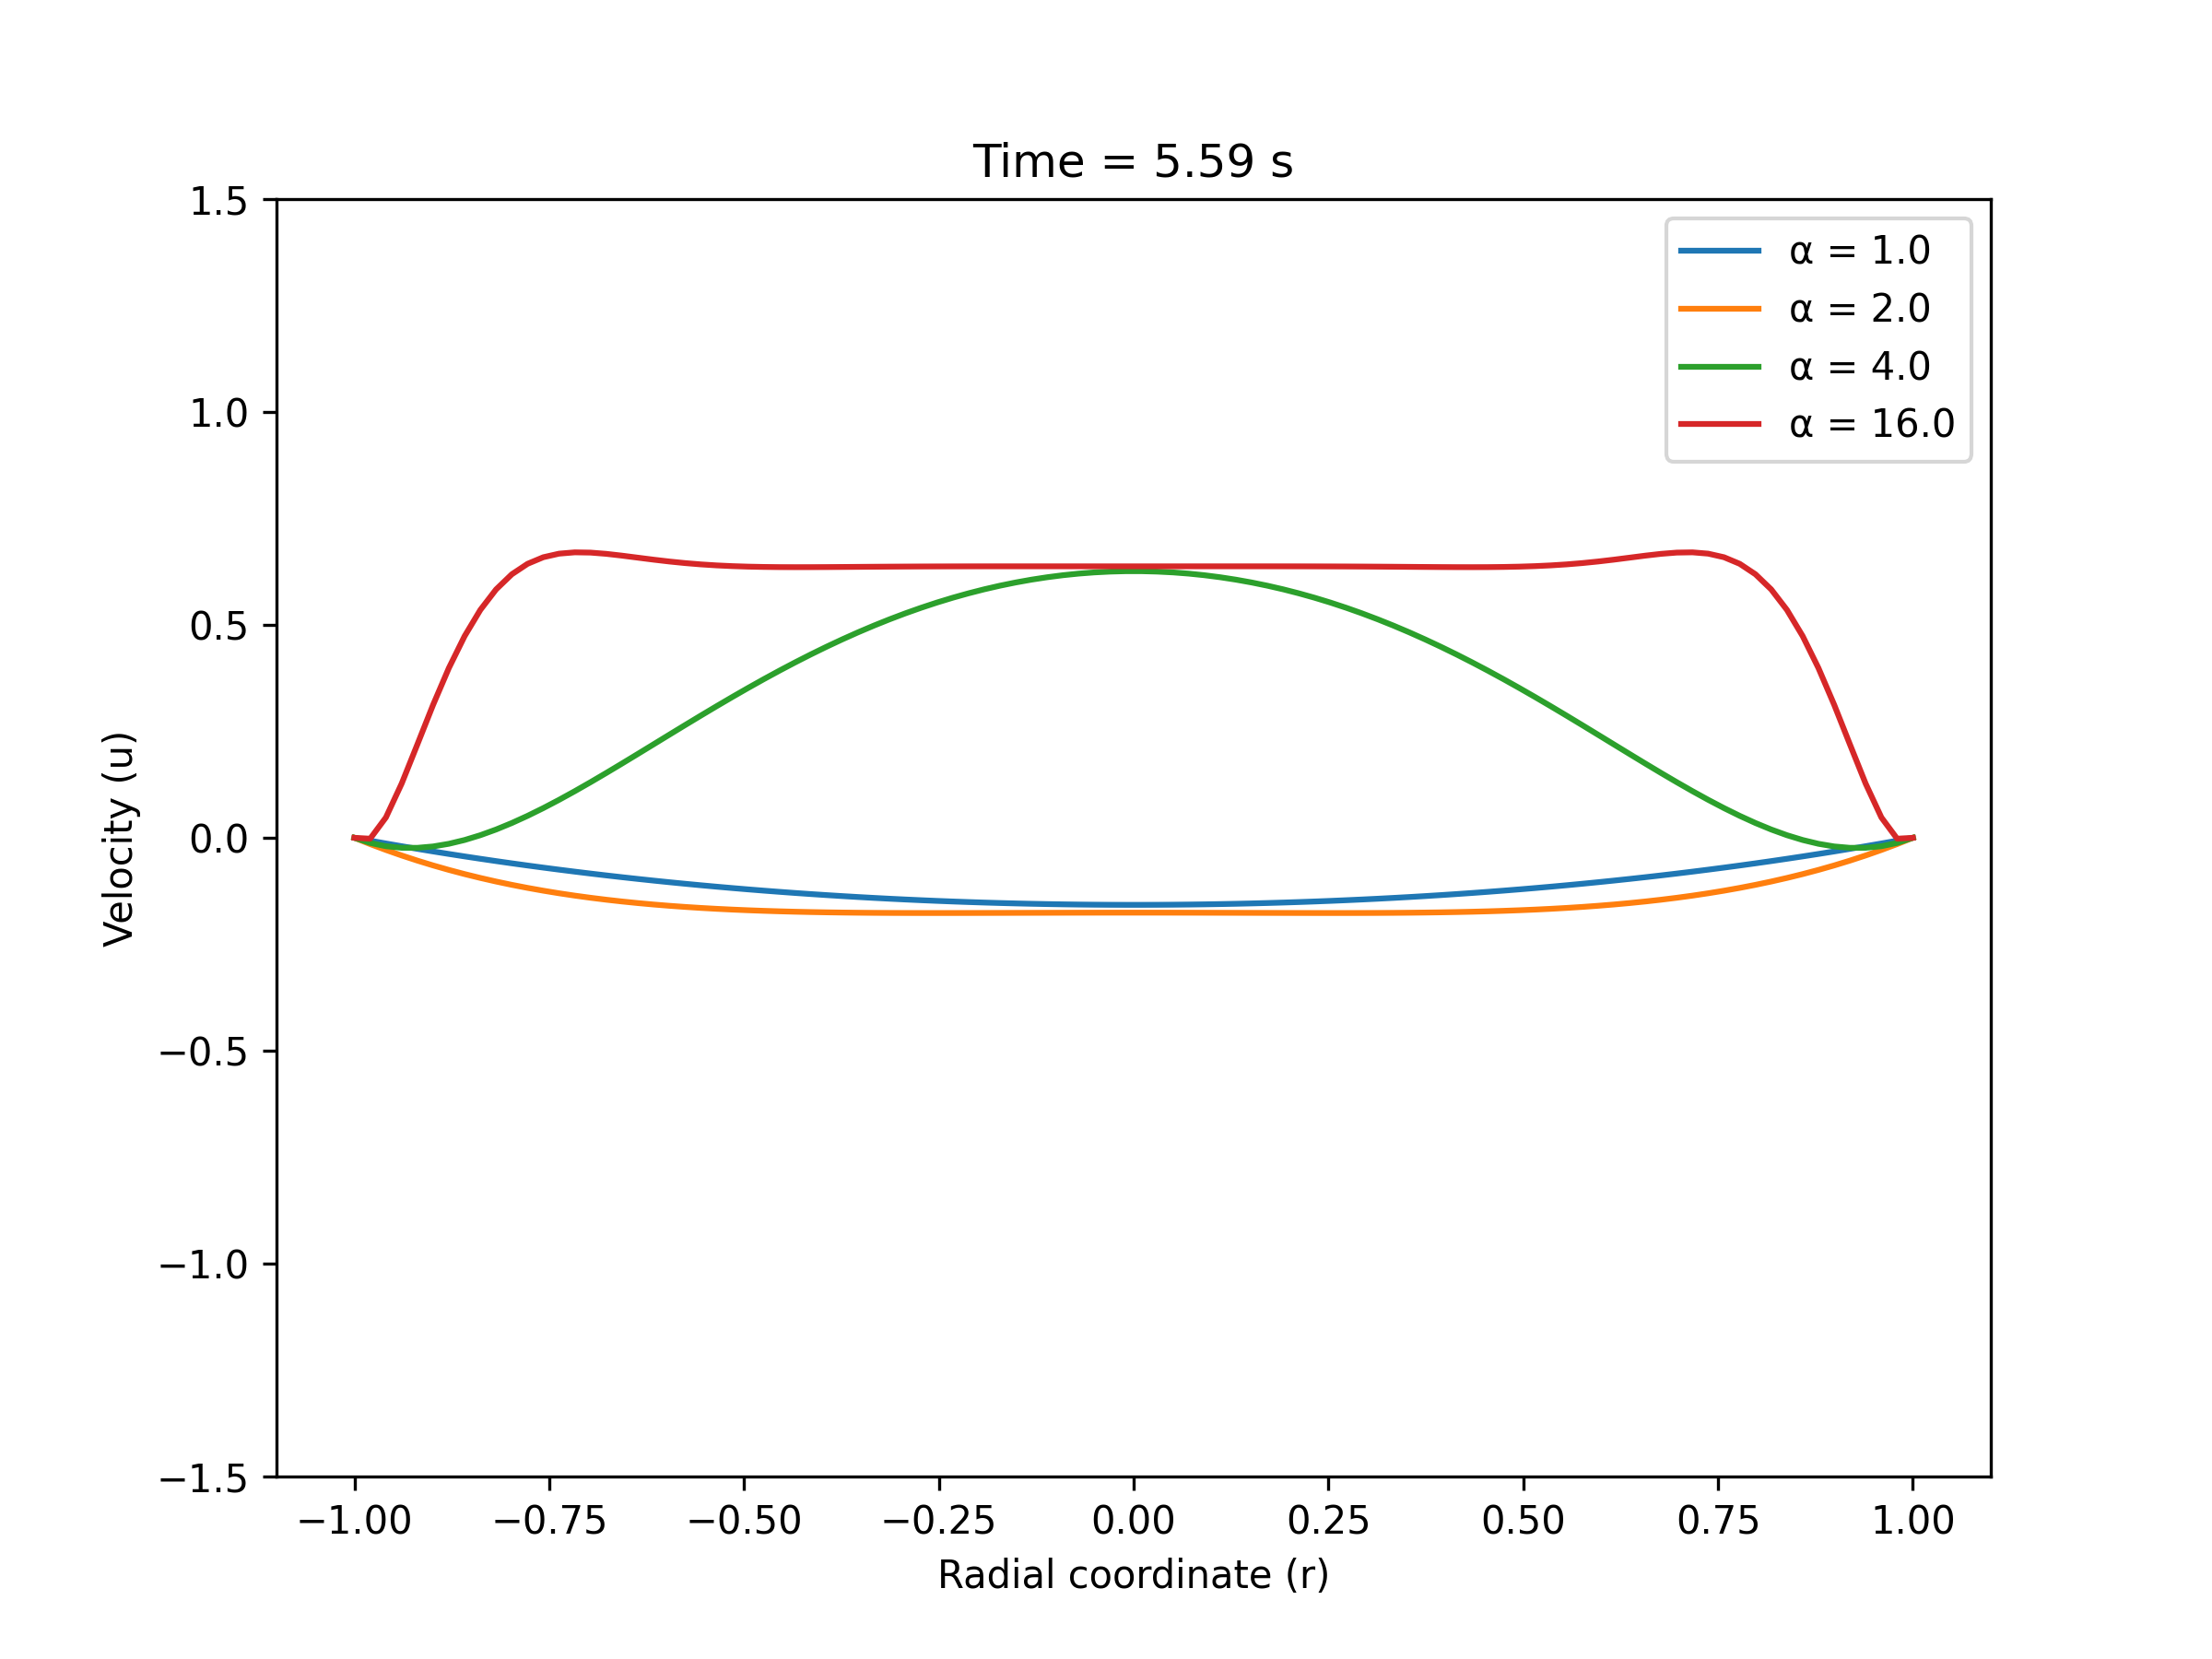 Time = 5.59 s
α = 1.0
α = 2.0
α = 4.0
α = 16.0
1.5
1.0
0.5
0.0
−0.5
−1.0
−1.5
Velocity (u)
−1.00 −0.75 −0.50 −0.25 0.00 0.25 0.50 0.75 1.00
Radial coordinate (r)